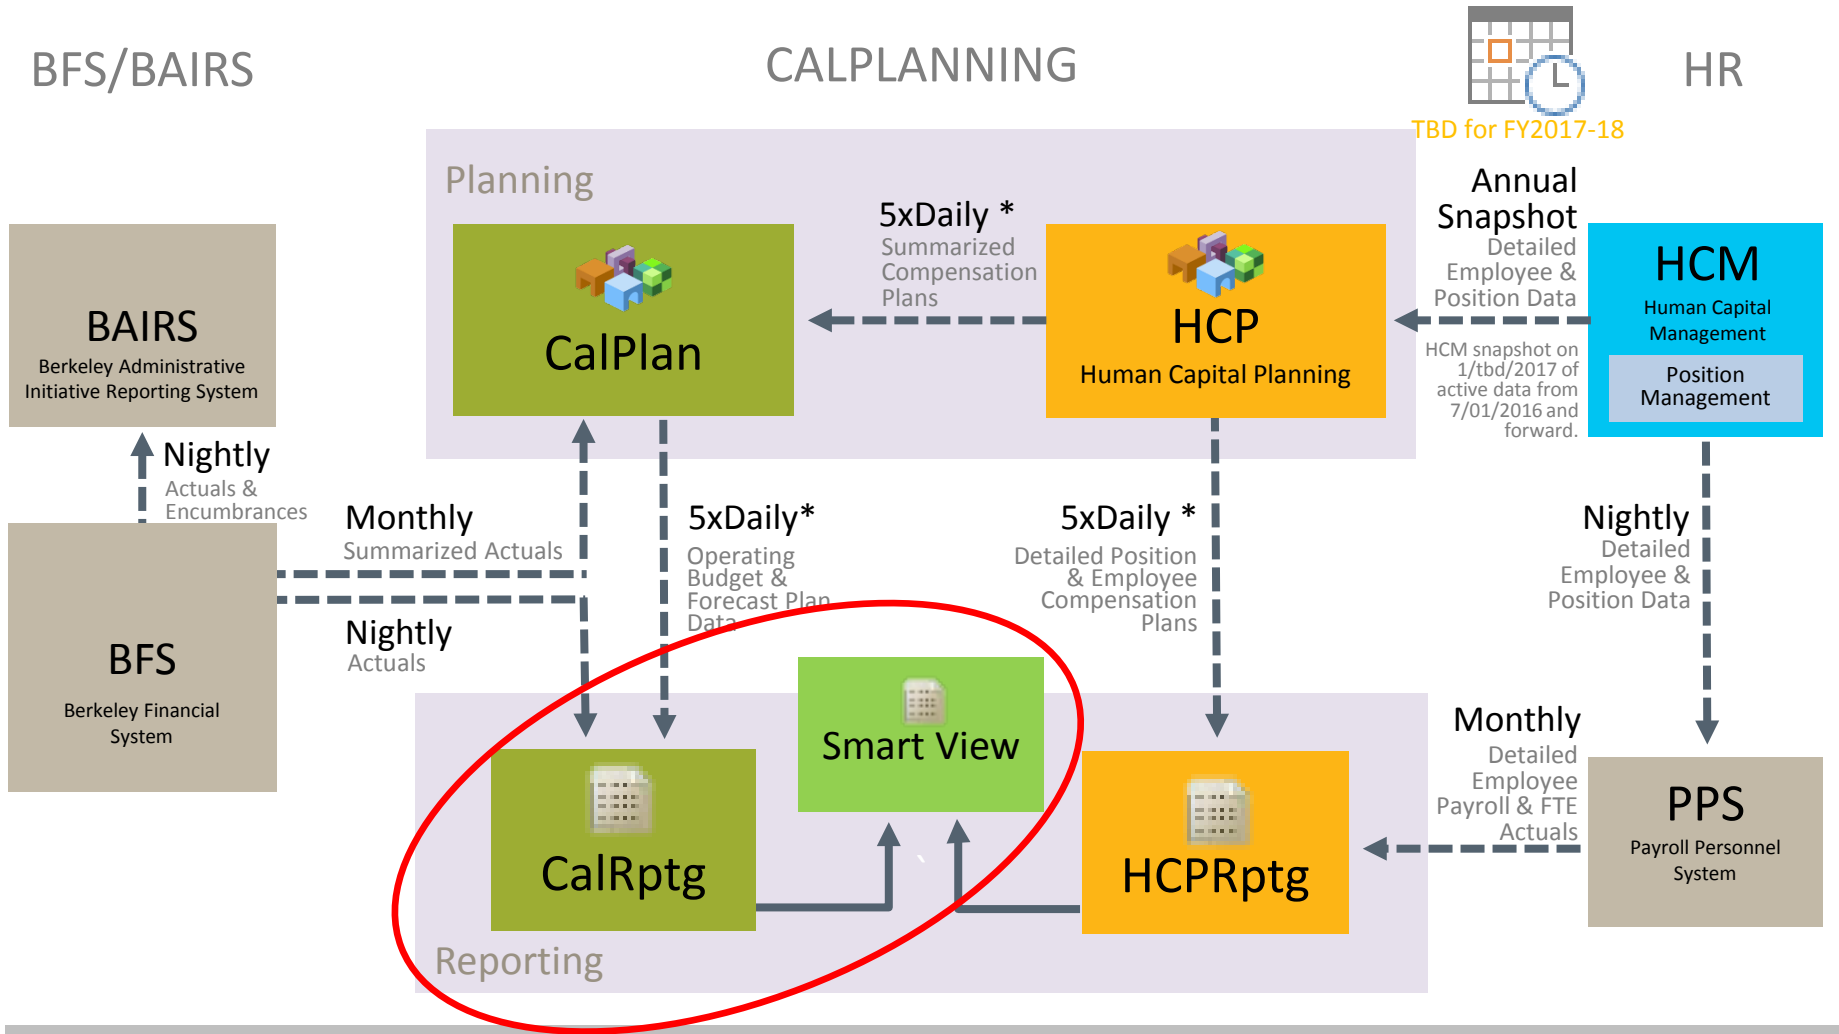 BFS/BAIRS
CALPLANNING
HR
TBD for FY2017-18
Planning
5xDaily *
Summarized
Compensation
Plans
Annual
Snapshot
Detailed
Employee &
Position Data
HCM snapshot on
1/tbd/2017 of
active data from
7/01/2016 and
forward.
HCM
Human Capital
Management
Position
Management
BAIRS
Berkeley Administrative
Initiative Reporting System
CalPlan
HCP
Human Capital Planning
Nightly
Actuals &
Encumbrances
Monthly
Summarized Actuals
Nightly
Actuals
5xDaily*
Operating
Budget &
Forecast Plan
Data
5xDaily *
Detailed Position
& Employee
Compensation
Plans
Nightly
Detailed
Employee &
Position Data
BFS
Berkeley Financial
System
Smart View
CalRptg
`
HCPRptg
Monthly
Detailed
Employee
Payroll & FTE
Actuals
PPS
Payroll Personnel
System
Reporting